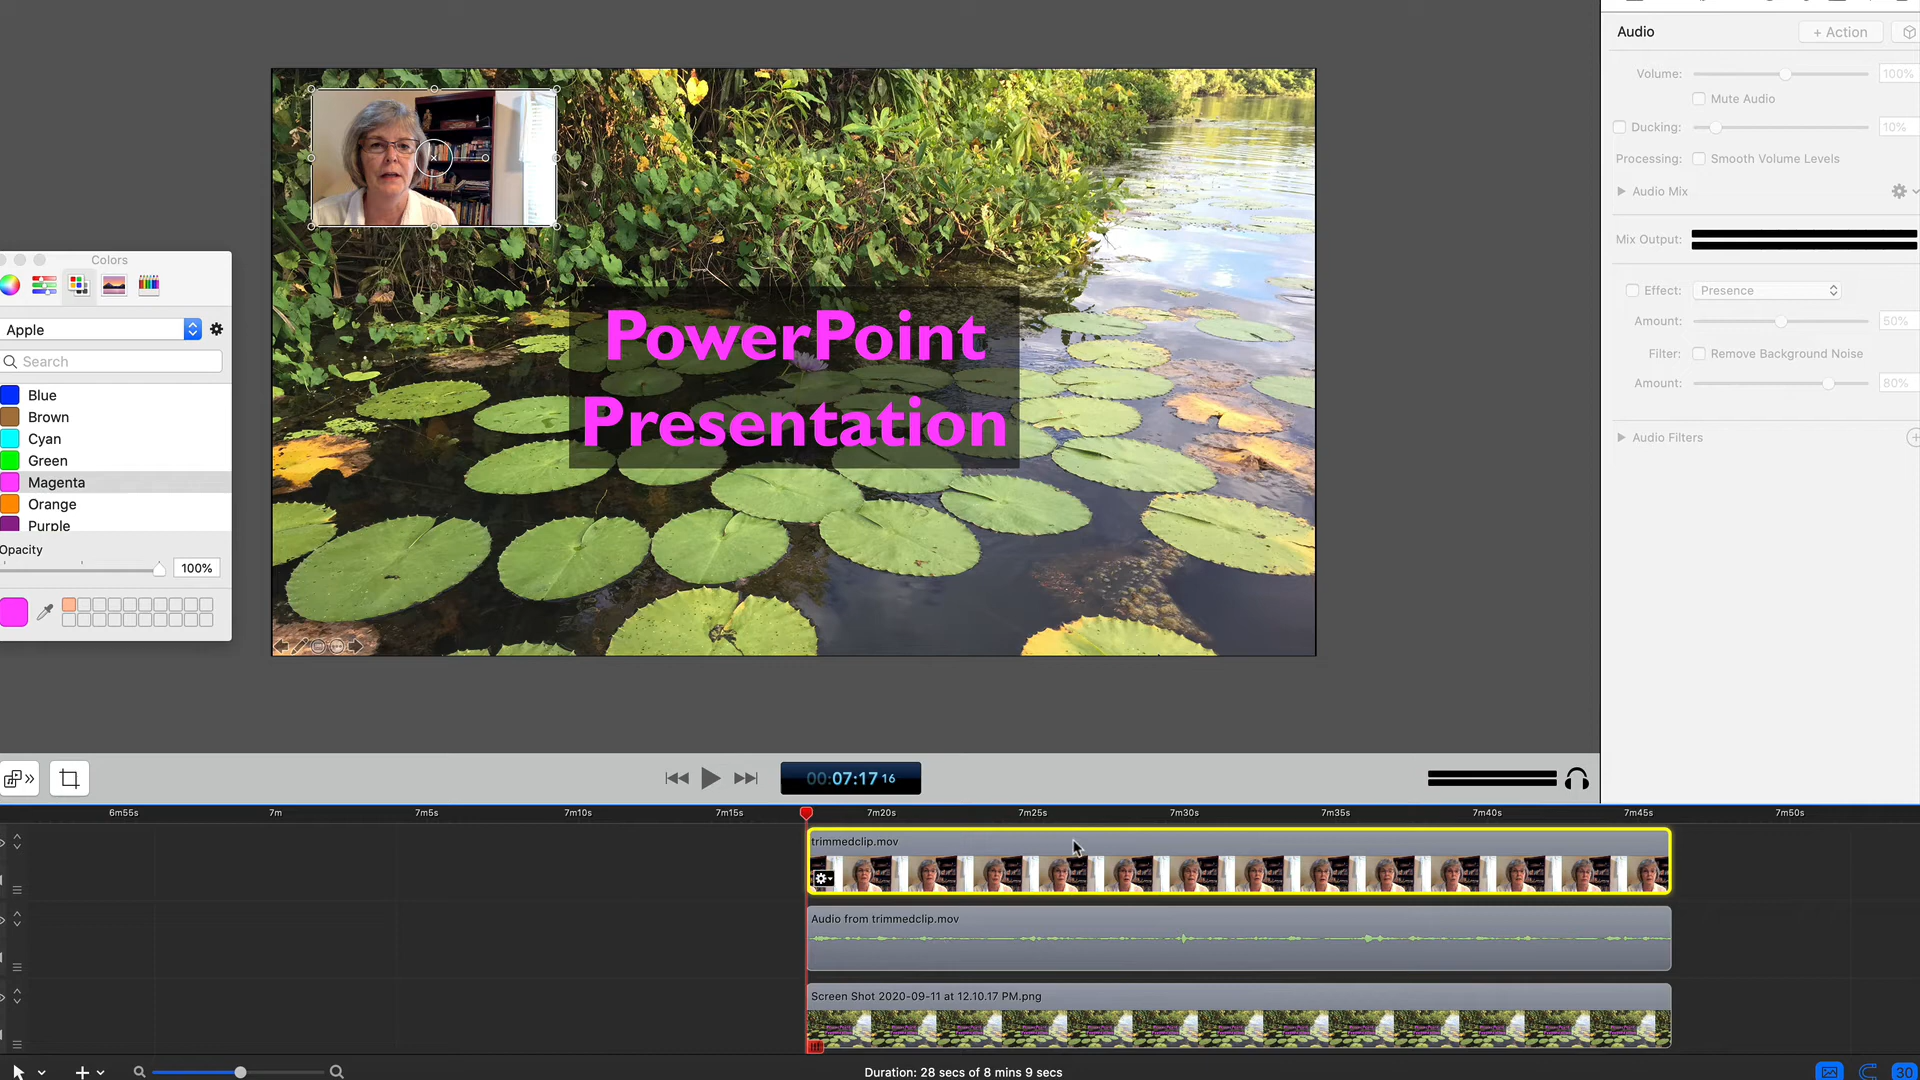 Audio
+ Action
Volume:
100%
Mute Audio
Ducking:
10%
Processing:
Smooth Volume Levels
Audio Mix
Mix Output:
Effect:
Presence
Amount:
50%
Filter:
Remove Background Noise
Amount:
80%
Audio Filters
Colors
Apple
Search
Blue
Brown
Cyan
Green
Magenta
Orange
Purple
Opacity
100%
PowerPoint
Presentation
00:07:17 16
6m55s
7m
7m5s
7m10s
7m15s
7m20s
7m25s
7m30s
7m35s
7m40s
7m45s
7m50s
trimmedclip.mov
Audio from trimmedclip.mov
Screen Shot 2020-09-11 at 12.10.17 PM.png
Duration: 28 secs of 8 mins 9 secs
30